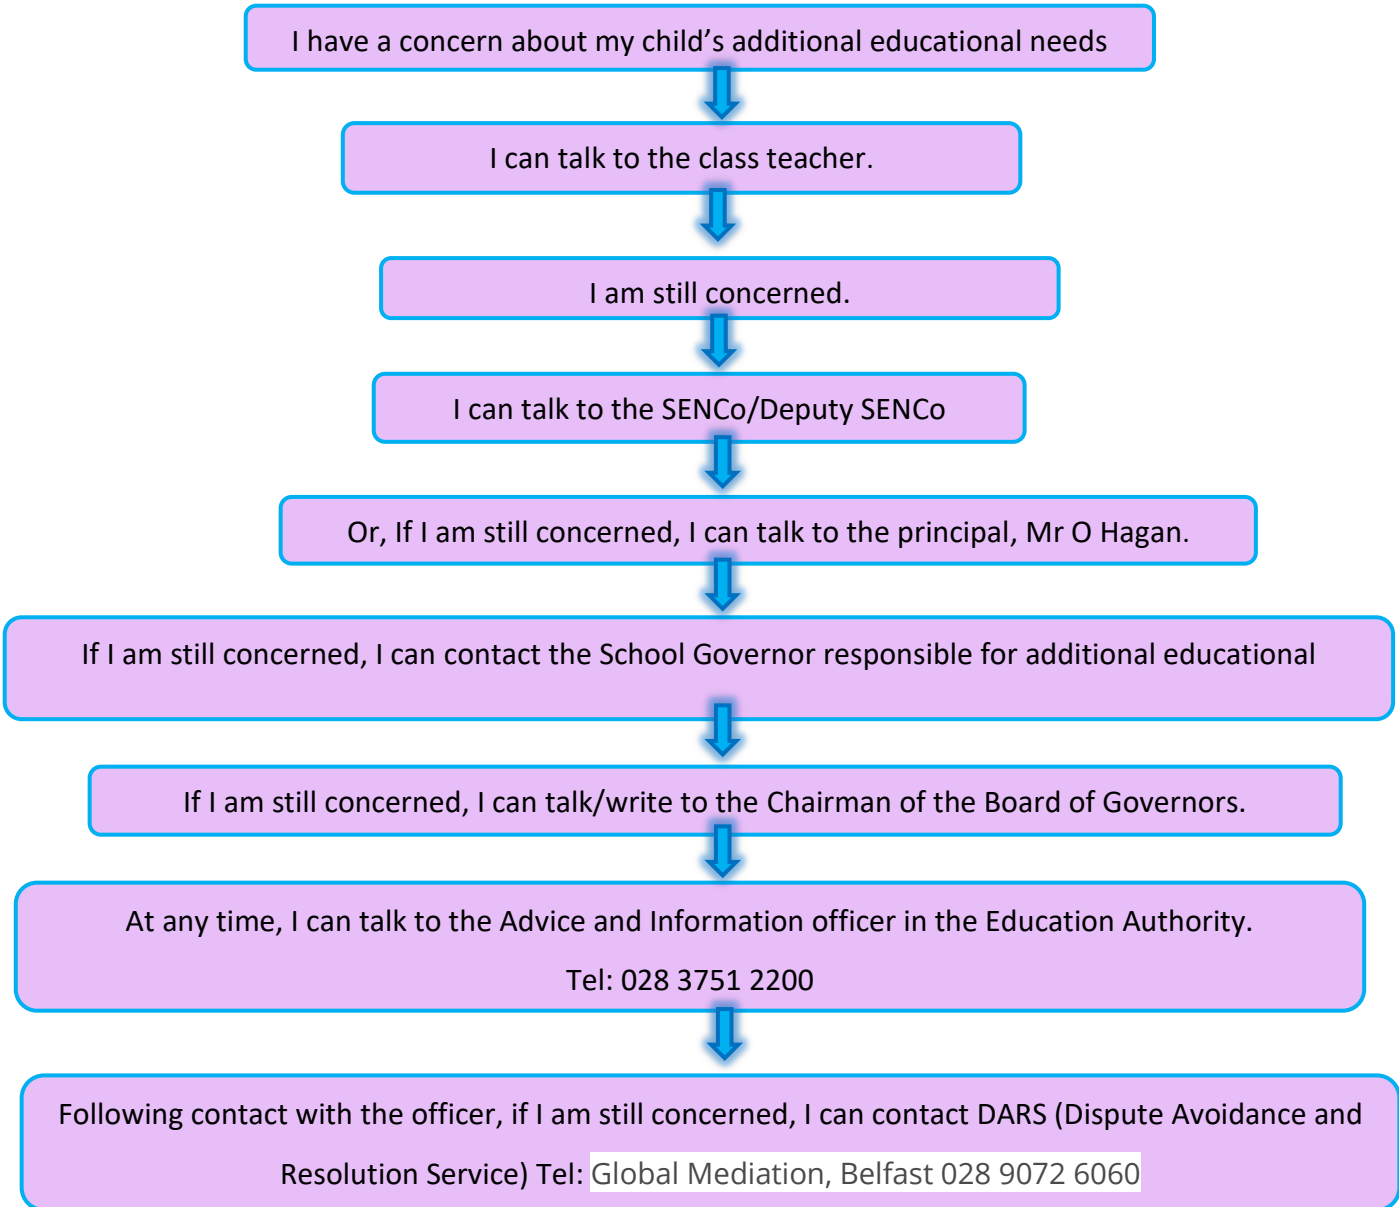 I have a concern about my child’s additional educational needs
I can talk to the class teacher.
I am still concerned.
I can talk to the SENCo/Deputy SENCo
Or, If I am still concerned, I can talk to the principal, Mr O Hagan.
If I am still concerned, I can contact the School Governor responsible for additional educational
If I am still concerned, I can talk/write to the Chairman of the Board of Governors.
At any time, I can talk to the Advice and Information officer in the Education Authority.
Tel: 028 3751 2200
Following contact with the officer, if I am still concerned, I can contact DARS (Dispute Avoidance and
Resolution Service) Tel: Global Mediation, Belfast 028 9072 6060